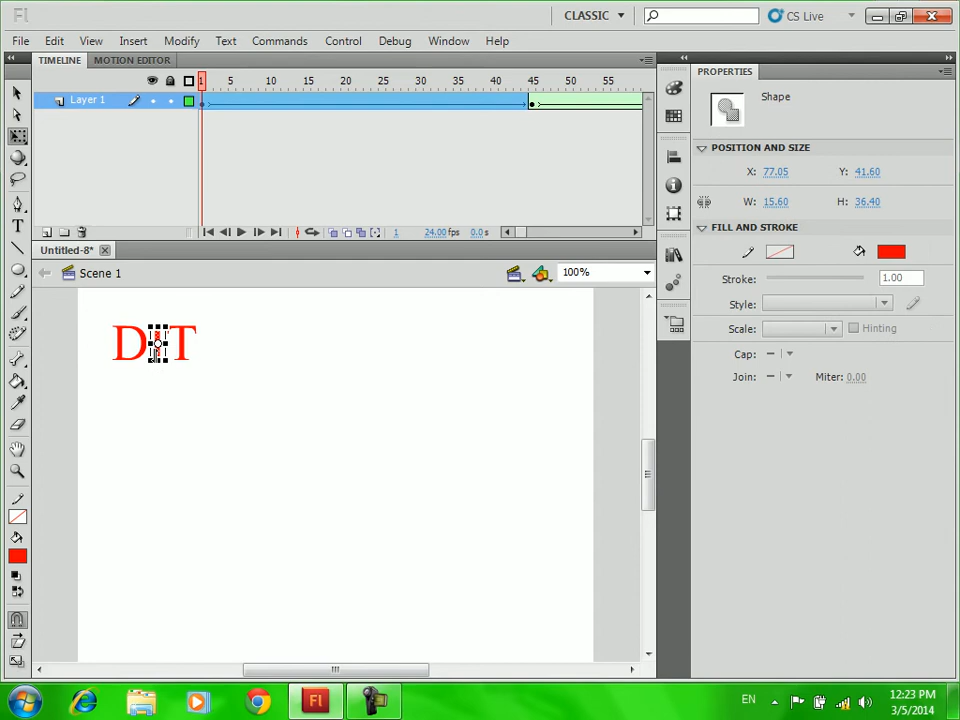 Fl
CLASSIC
CS Live
File Edit View Insert Modify Text Commands Control Debug Window Help
TIMELINE MOTION EDITOR
1 5 10 15 20 25 30 35 40 45 50 55
Layer 1
1 24.00 fps 0.0 s
Untitled-8*
Scene 1
100%
DIT
PROPERTIES
Shape
POSITION AND SIZE
X: 77.05 Y: 41.60
W: 15.60 H: 36.40
FILL AND STROKE
Stroke: 1.00
Style:
Scale: Hinting
Cap:
Join: Miter: 0.00
Fl
EN
12:23 PM
3/5/2014